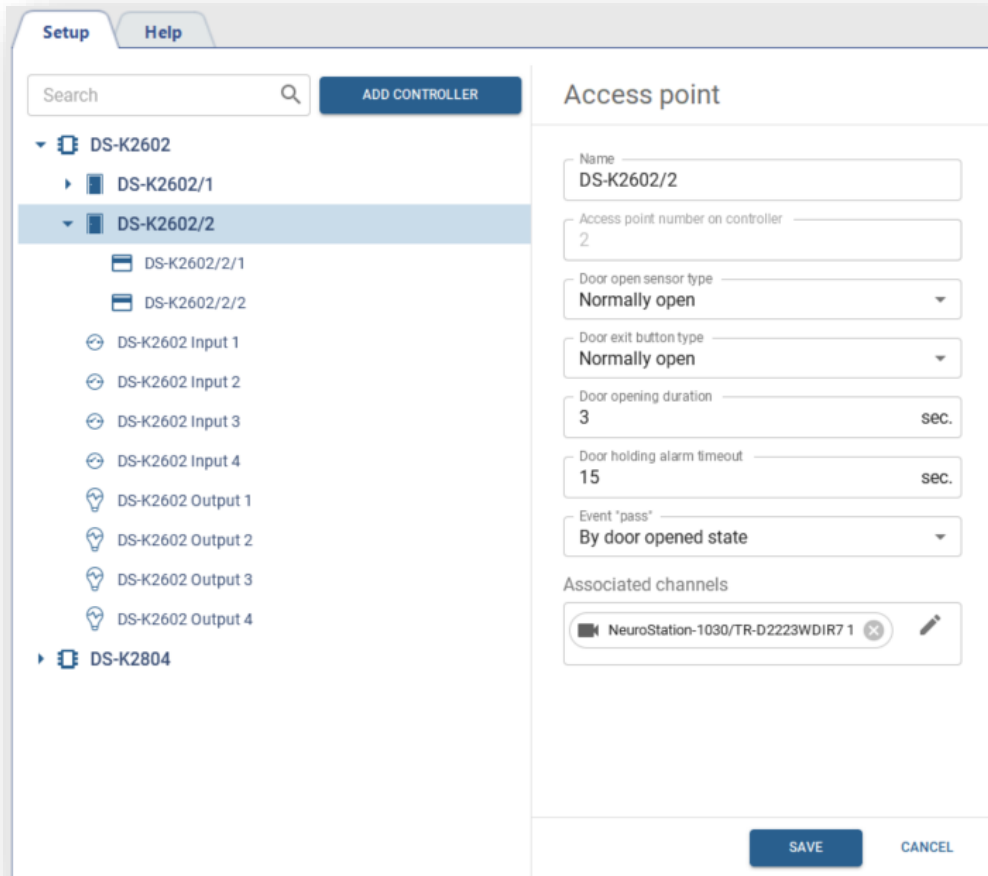 Setup
Help
Search
ADD CONTROLLER
DS-K2602
DS-K2602/1
DS-K2602/2
DS-K2602/2/1
DS-K2602/2/2
DS-K2602 Input 1
DS-K2602 Input 2
DS-K2602 Input 3
DS-K2602 Input 4
DS-K2602 Output 1
DS-K2602 Output 2
DS-K2602 Output 3
DS-K2602 Output 4
DS-K2804
Access point
Name
DS-K2602/2
Access point number on controller
2
Door open sensor type
Normally open
Door exit button type
Normally open
Door opening duration
3 sec.
Door holding alarm timeout
15 sec.
Event "pass"
By door opened state
Associated channels
NeuroStation-1030/TR-D2223WDIR7 1
SAVE
CANCEL